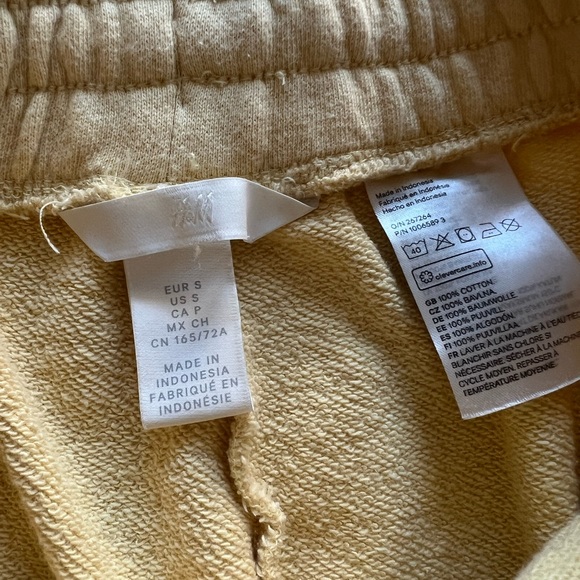 H&M
EUR S
US S
CA P
MX CH
CN 165/72A
MADE IN
INDONESIA
FABRIQUÉ EN
INDONÉSIE
Made in Indonesia
Fabriqué en Indonésie
Hecho en Indonesia
O/N 267264
P/N 1006589 3
40
clevercare.info
GB 100% COTTON
CZ 100% BAVLNA
DE 100% BAUMWOLLE
EE 100% PUUVILL
ES 100% ALGODÓN
FI 100% PUUVILLAA
FR LAVER À LA MACHINE À L'EAU TIÈDE
BLANCHIR SANS CHLORE S
NÉCESSAIRE SÉCHER À LA MACHINE
CYCLE MOYEN. REPASSER À
TEMPÉRATURE MOYENNE.